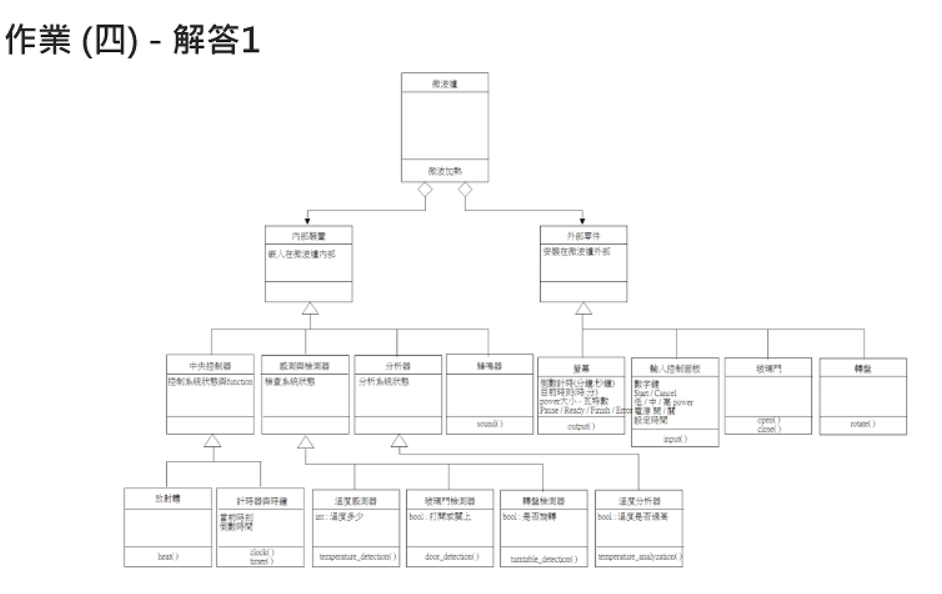 作業 (四) - 解答1
微波爐
微波加熱
內部裝置
嵌入在微波爐內部
外部零件
安裝在微波爐外部
中央控制器
控制系統狀態與function
感測與檢測器
檢查系統狀態
分析器
分析系統狀態
蜂鳴器
sound( )
螢幕
倒數計時(分鐘:秒鐘)
目前時刻(時:分)
power大小 - 瓦特數
Pause / Ready / Finish / Error
output( )
輸入控制面板
數字鍵
Start / Cancel
低 / 中 / 高 power
電源 開 / 關
設定時間
input( )
玻璃門
open( )
close( )
轉盤
rotate( )
放射體
heat( )
計時器與時鐘
當前時刻
倒數時間
clock( )
timer( )
溫度感測器
int : 溫度多少
temperature_detection( )
玻璃門檢測器
bool : 打開或關上
door_detection( )
轉盤檢測器
bool : 是否旋轉
turntable_detection( )
溫度分析器
bool : 溫度是否過高
temperature_analyzation( )